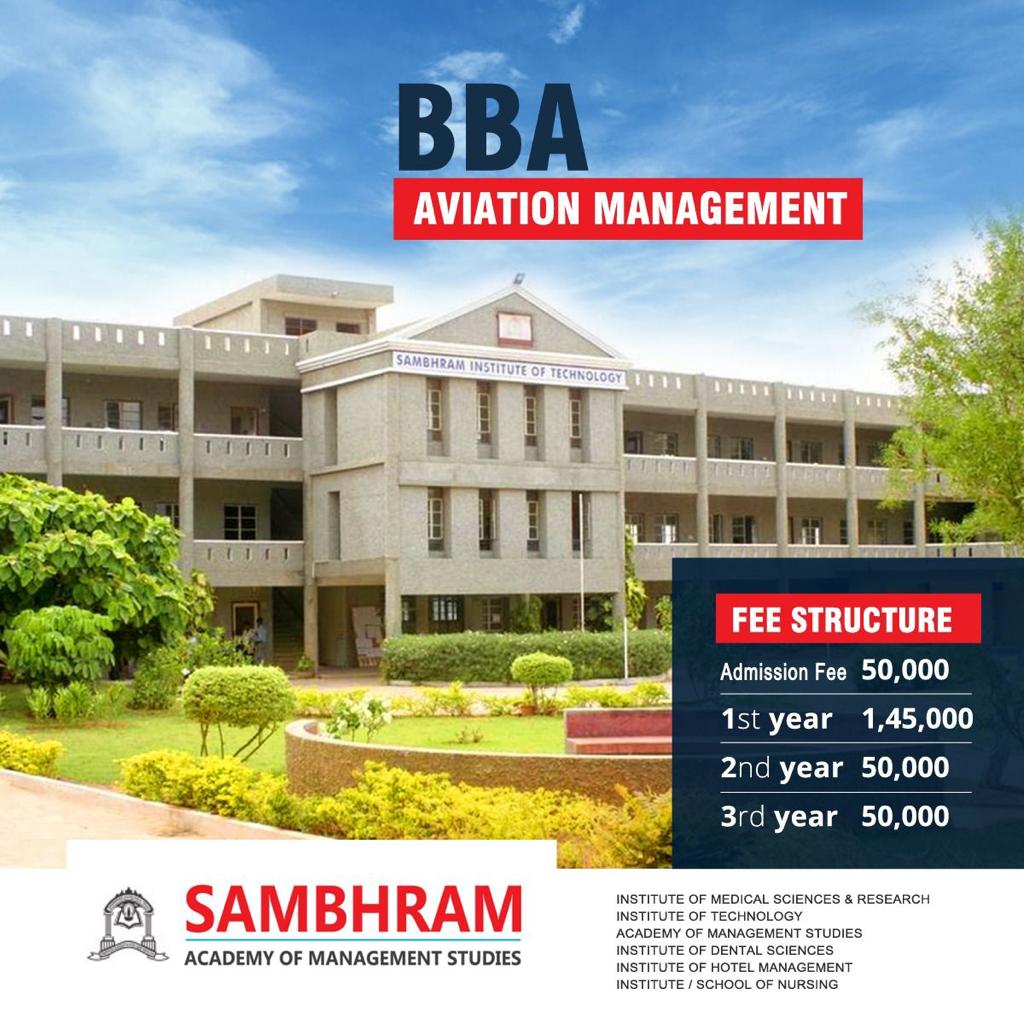 BBA
AVIATION MANAGEMENT
SAMBHRAM INSTITUTE OF TECHNOLOGY
FEE STRUCTURE
Admission Fee 50,000
1st year 1,45,000
2nd year 50,000
3rd year 50,000
SAMBHRAM
ACADEMY OF MANAGEMENT STUDIES
INSTITUTE OF MEDICAL SCIENCES & RESEARCH
INSTITUTE OF TECHNOLOGY
ACADEMY OF MANAGEMENT STUDIES
INSTITUTE OF DENTAL SCIENCES
INSTITUTE OF HOTEL MANAGEMENT
INSTITUTE / SCHOOL OF NURSING